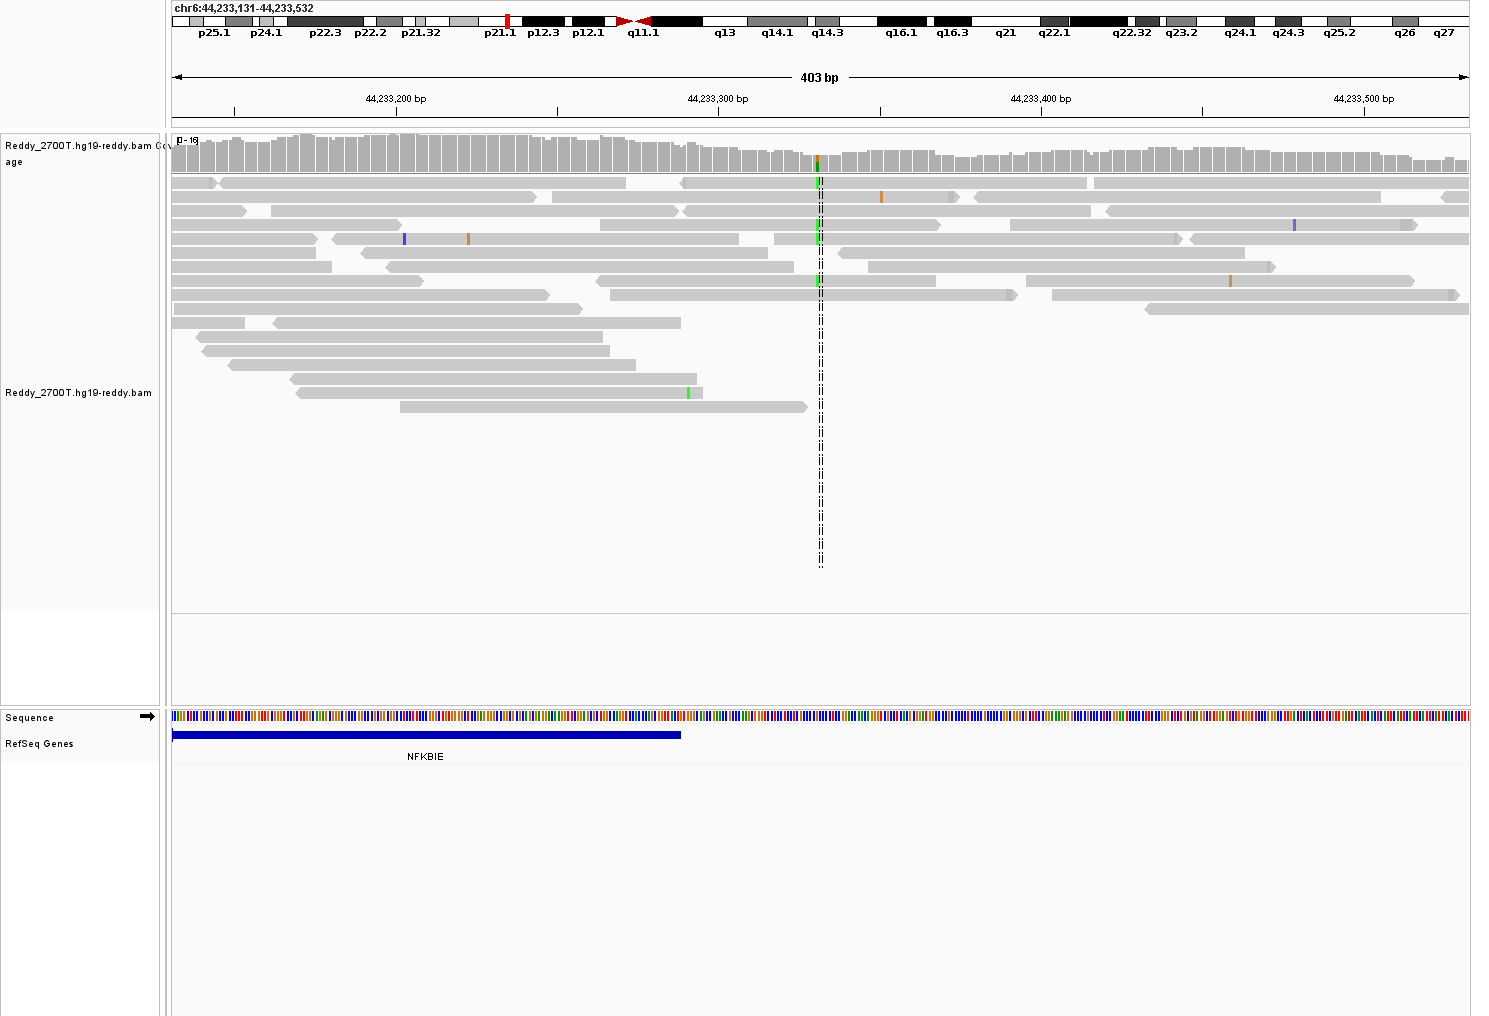 chr6:44,233,131-44,233,532
p25.1 p24.1 p22.3 p22.2 p21.32 p21.1 p12.3 p12.1 q11.1 q13 q14.1 q14.3 q16.1 q16.3 q21 q22.1 q22.32 q23.2 q24.1 q24.3 q25.2 q26 q27
403 bp
44,233,200 bp 44,233,300 bp 44,233,400 bp 44,233,500 bp
[0 - 16]
Reddy_2700T.hg19-reddy.bam Cov
age
Reddy_2700T.hg19-reddy.bam
Sequence
RefSeq Genes
NFKBIE